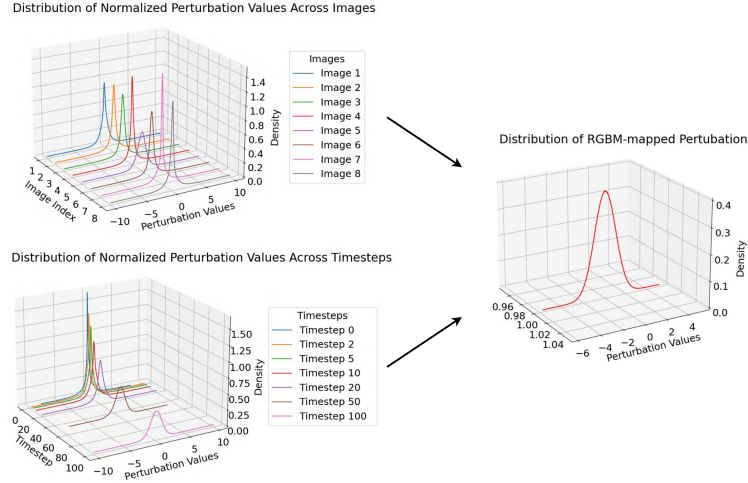 Distribution of Normalized Perturbation Values Across Images
Images
Image 1
Image 2
Image 3
Image 4
Image 5
Image 6
Image 7
Image 8
1.4
1.2
1.0
0.8
0.6
0.4
0.2
0.0
Density
1 2 3 4 5 6 7 8
Image Index
−10 −5 0 5 10
Perturbation Values
Distribution of Normalized Perturbation Values Across Timesteps
Timesteps
Timestep 0
Timestep 2
Timestep 5
Timestep 10
Timestep 20
Timestep 50
Timestep 100
1.50
1.25
1.00
0.75
0.50
0.25
0.00
Density
0 20 40 60 80 100
Timestep
−10 −5 0 5 10
Perturbation Values
Distribution of RGBM-mapped Pertubation
0.4
0.3
0.2
0.1
0.0
Density
0.96 0.98 1.00 1.02 1.04
−6 −4 −2 0 2 4
Perturbation Values